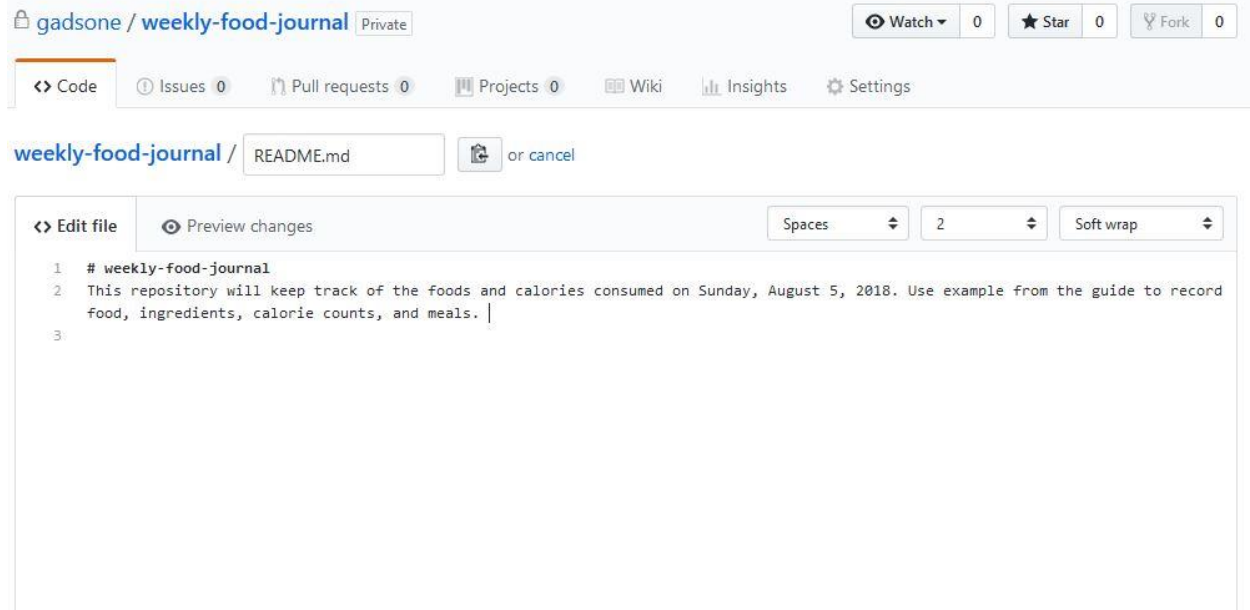 gadsone / weekly-food-journal Private Watch 0 Star 0 Fork 0
<> Code Issues 0 Pull requests 0 Projects 0 Wiki Insights Settings
weekly-food-journal / README.md or cancel
<> Edit file Preview changes Spaces 2 Soft wrap
1 # weekly-food-journal
2 This repository will keep track of the foods and calories consumed on Sunday, August 5, 2018. Use example from the guide to record
food, ingredients, calorie counts, and meals.
3